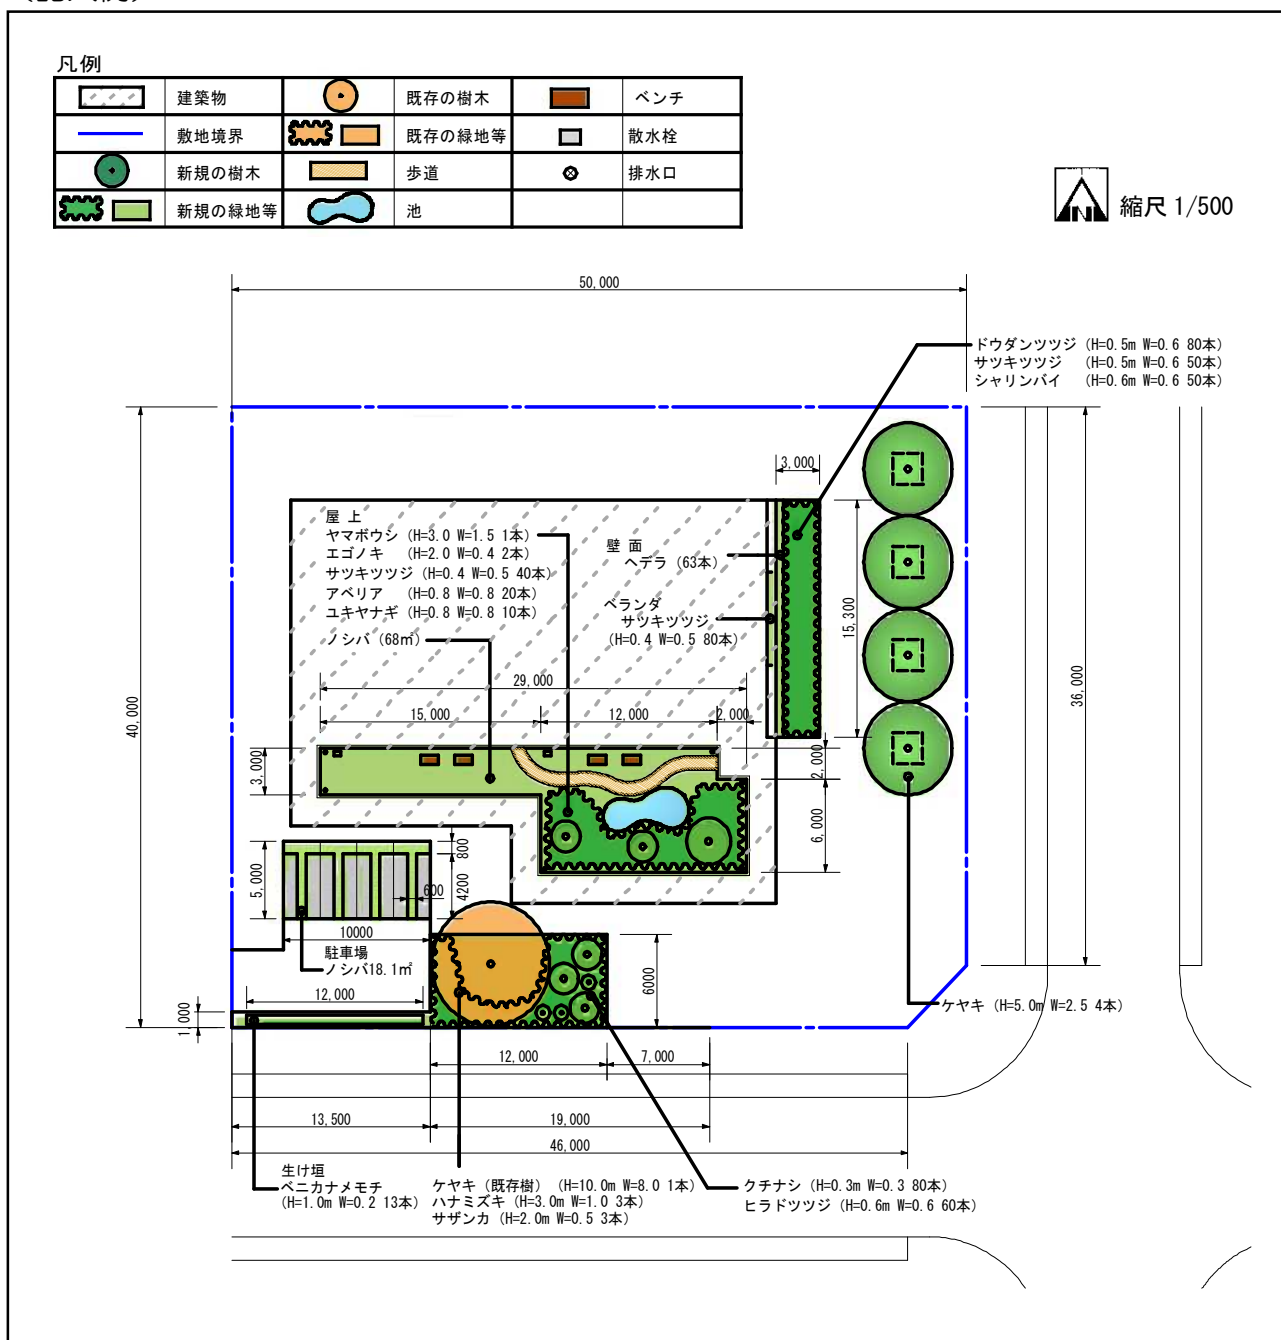 凡例
建築物
既存の樹木
ベンチ
敷地境界
既存の緑地等
散水栓
新規の樹木
歩道
排水口
新規の緑地等
池
N
縮尺 1/500
50,000
ドウダンツツジ (H=0.5m W=0.6 80本)
サツキツツジ (H=0.5m W=0.6 50本)
シャリンバイ (H=0.6m W=0.6 50本)
3,000
屋上
ヤマボウシ (H=3.0 W=1.5 1本)
エゴノキ (H=2.0 W=0.4 2本)
サツキツツジ (H=0.4 W=0.5 40本)
アベリア (H=0.8 W=0.8 20本)
ユキヤナギ (H=0.8 W=0.8 10本)
ノシバ (68㎡)
壁面
ヘデラ (63本)
ベランダ
サツキツツジ
(H=0.4 W=0.5 80本)
15,300
40,000
36,000
29,000
15,000
12,000
2,000
3,000
2,000
6,000
800
5,000
4200
600
10000
駐車場
ノシバ18.1㎡
12,000
1,000
6000
ケヤキ (H=5.0m W=2.5 4本)
12,000
7,000
13,500
19,000
46,000
生け垣
ベニカナメモチ
(H=1.0m W=0.2 13本)
ケヤキ (既存樹) (H=10.0m W=8.0 1本)
ハナミズキ (H=3.0m W=1.0 3本)
サザンカ (H=2.0m W=0.5 3本)
クチナシ (H=0.3m W=0.3 80本)
ヒラドツツジ (H=0.6m W=0.6 60本)